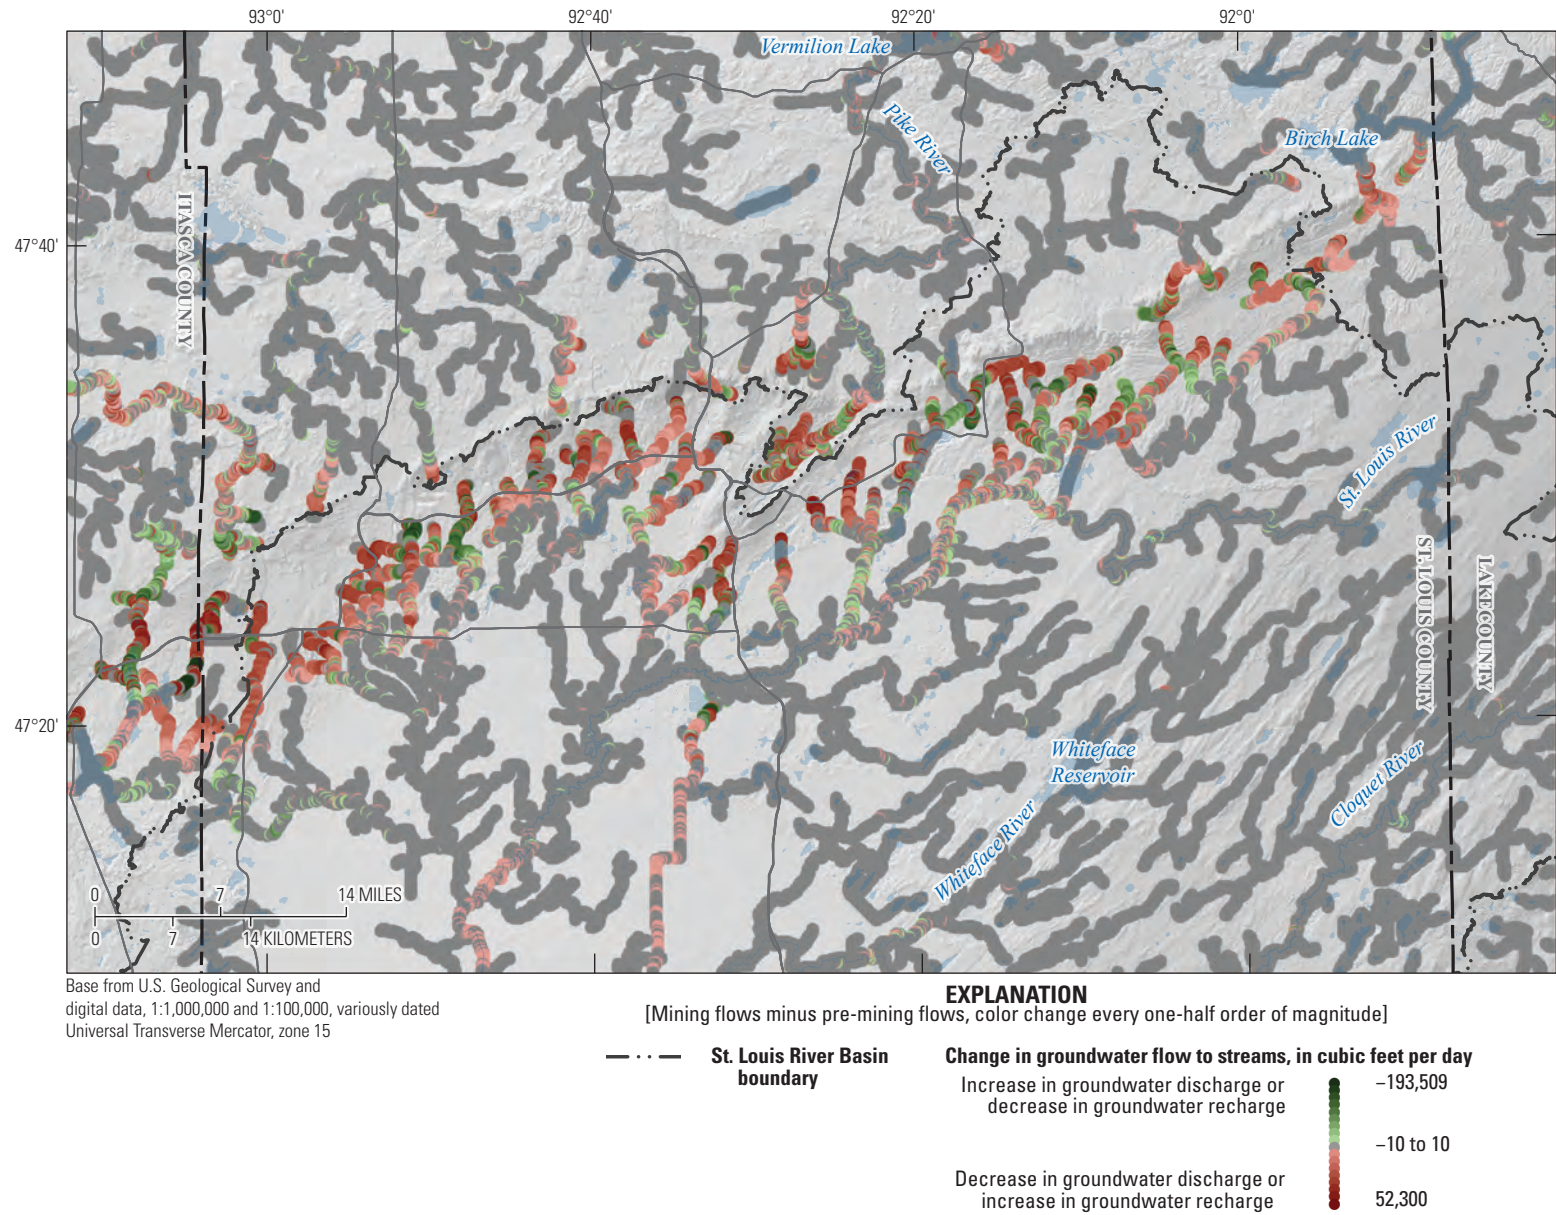 93°0'
92°40'
92°20'
92°0'
Vermilion Lake
Pike River
Birch Lake
47°40'
ITASCA COUNTY
St. Louis River
ST. LOUIS COUNTY
LAKE COUNTY
47°20'
Whiteface
Reservoir
Cloquet River
Whiteface River
0 7 14 MILES
0 7 14 KILOMETERS
Base from U.S. Geological Survey and
digital data, 1:1,000,000 and 1:100,000, variously dated
Universal Transverse Mercator, zone 15
EXPLANATION
[Mining flows minus pre-mining flows, color change every one-half order of magnitude]
St. Louis River Basin
boundary
Change in groundwater flow to streams, in cubic feet per day
Increase in groundwater discharge or
decrease in groundwater recharge
−193,509
−10 to 10
Decrease in groundwater discharge or
increase in groundwater recharge
52,300